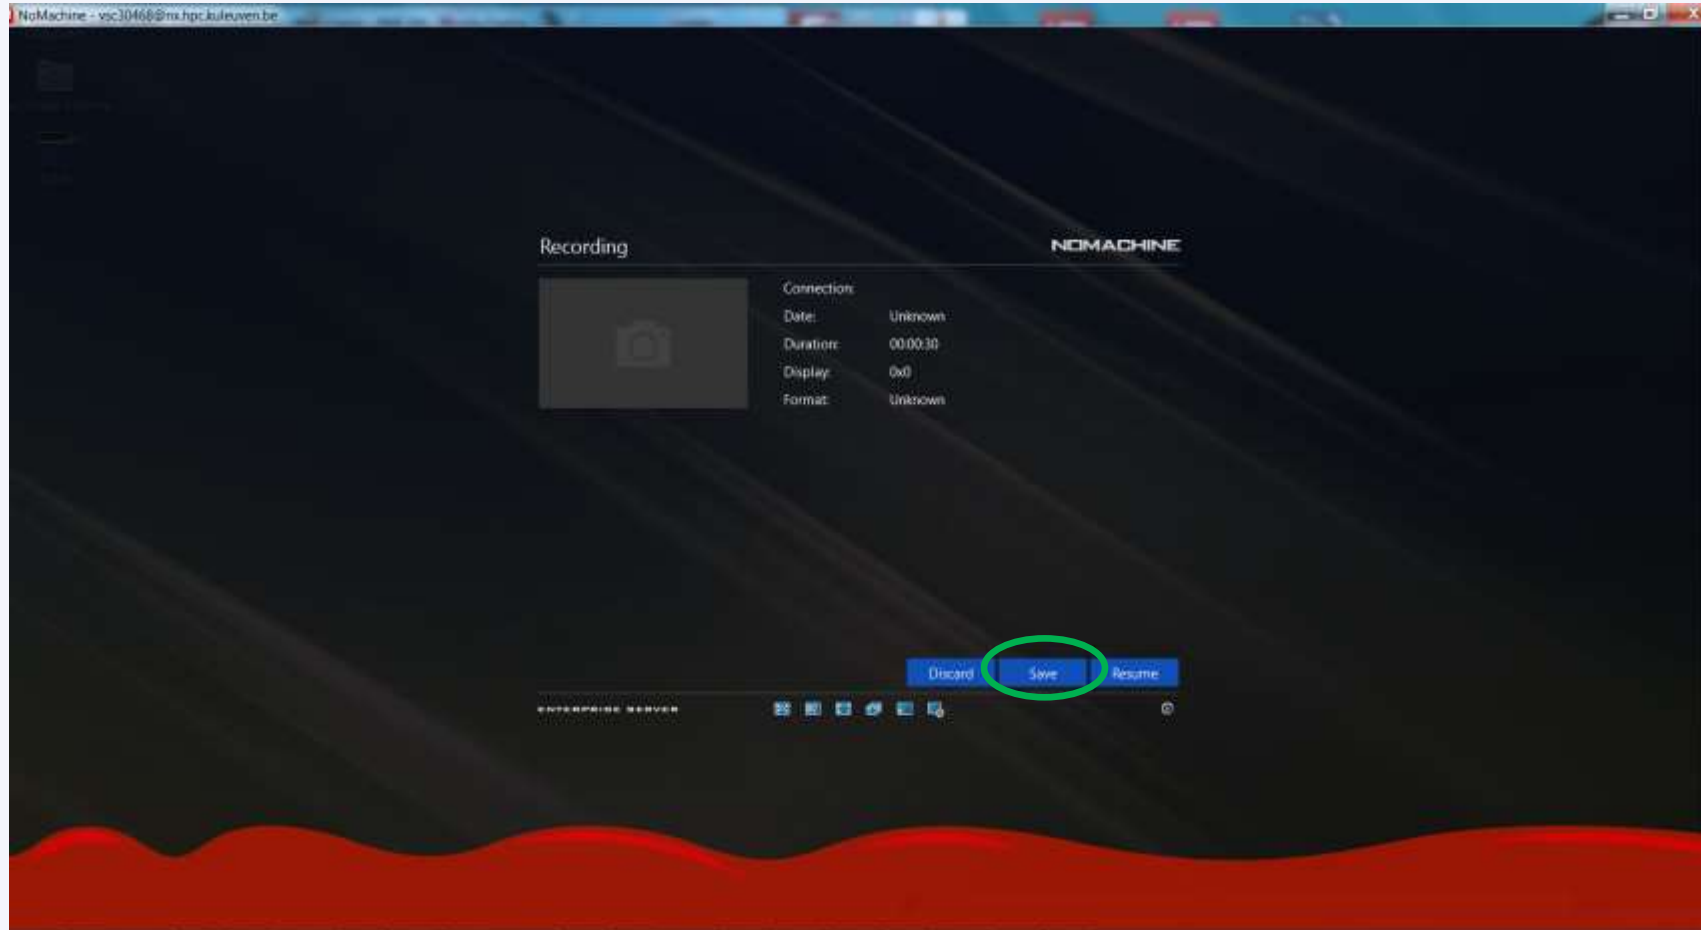 NoMachine - vsc30468@nx.hpc.kuleuven.be
Recording
NOMACHINE
Connection:
Date: Unknown
Duration: 00:00:30
Display: 0x0
Format: Unknown
Discard Save Resume
ENTERPRISE SERVER